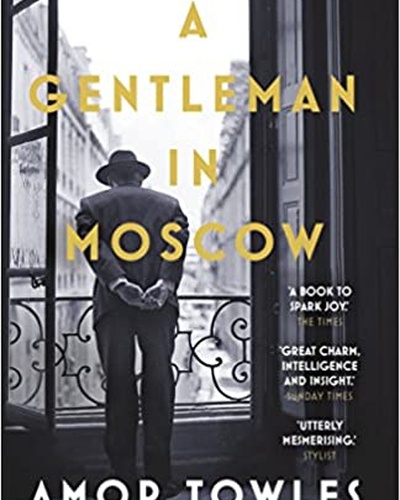 A
GENTLEMAN
IN
MOSCOW
'A BOOK TO
SPARK JOY.'
THE TIMES
'GREAT CHARM,
INTELLIGENCE
AND INSIGHT.'
SUNDAY TIMES
'UTTERLY
MESMERISING.'
STYLIST
AMOR TOWLES